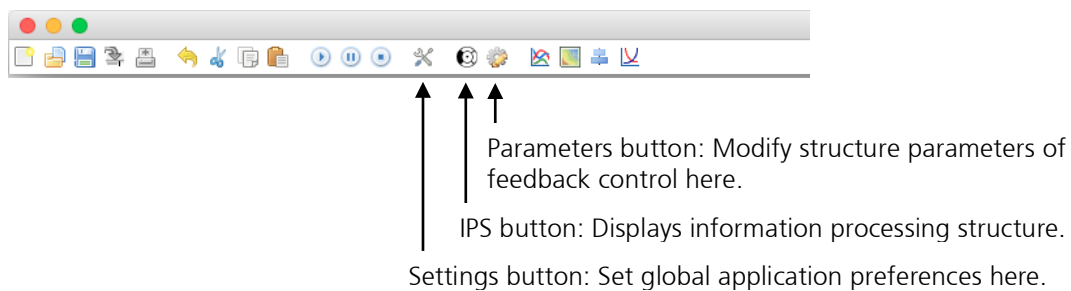 Parameters button: Modify structure parameters of
feedback control here.
IPS button: Displays information processing structure.
Settings button: Set global application preferences here.